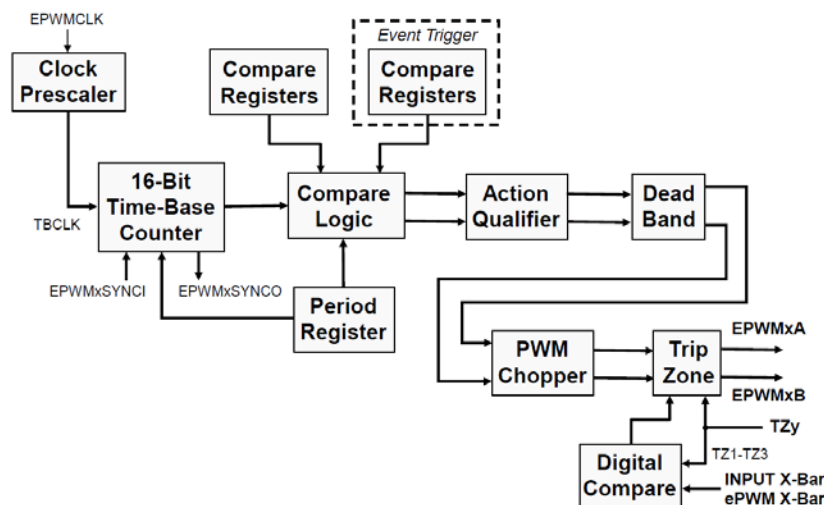 EPWMCLK
Clock
Prescaler
Compare
Registers
Event Trigger
Compare
Registers
16-Bit
Time-Base
Counter
TBCLK
Compare
Logic
Action
Qualifier
Dead
Band
EPWMxSYNCI
EPWMxSYNCO
Period
Register
PWM
Chopper
Trip
Zone
EPWMxA
EPWMxB
TZy
TZ1-TZ3
Digital
Compare
INPUT X-Bar
ePWM X-Bar